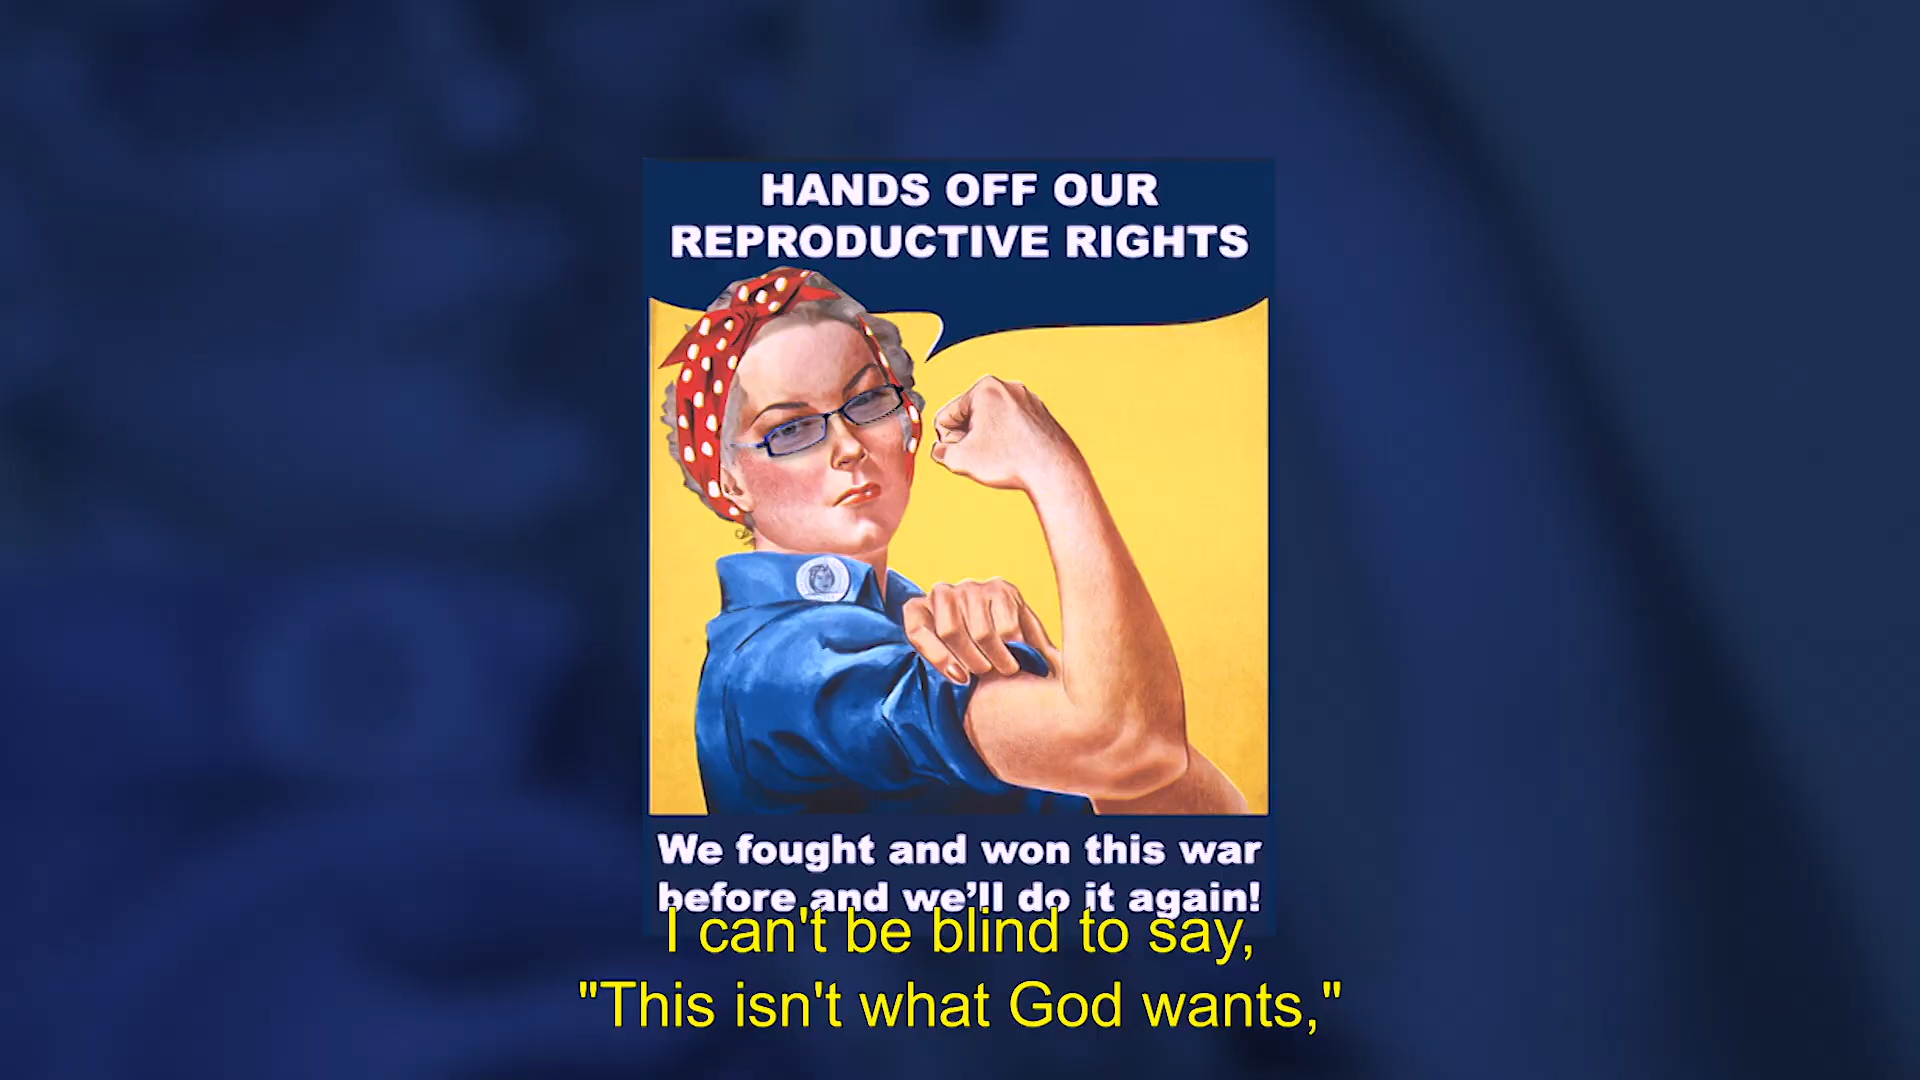 HANDS OFF OUR
REPRODUCTIVE RIGHTS
We fought and won this war
before and we'll do it again!
I can't be blind to say,
"This isn't what God wants,"